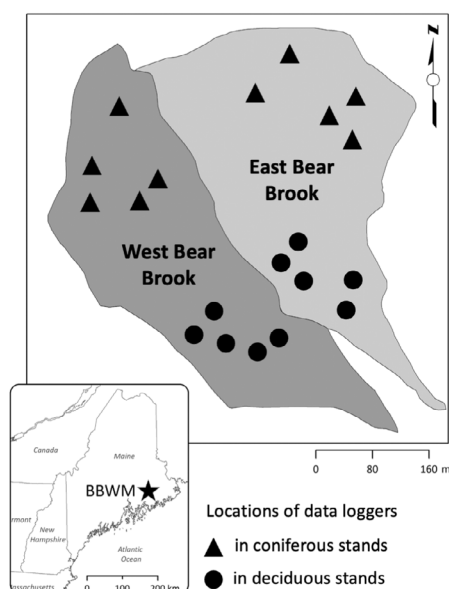 N
East Bear
Brook
West Bear
Brook
0 80 160 m
Canada
Maine
BBWM
rmont
New
Hampshire
Atlantic
Ocean
assachusetts
0 200 km
Locations of data loggers
in coniferous stands
in deciduous stands